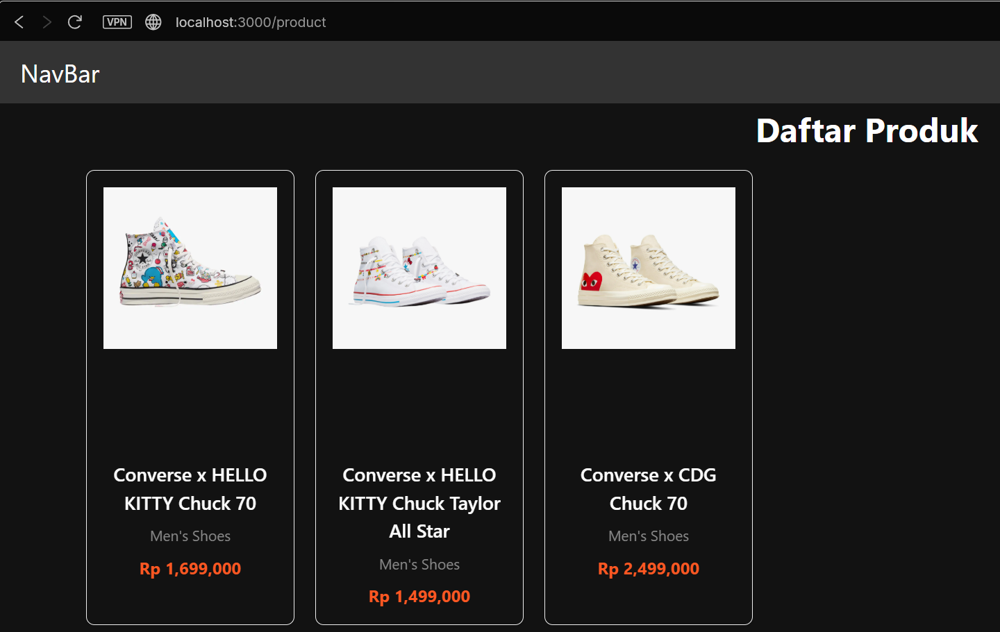 VPN localhost:3000/product
NavBar
Daftar Produk
Converse x HELLO
KITTY Chuck 70
Men's Shoes
Rp 1,699,000
Converse x HELLO
KITTY Chuck Taylor
All Star
Men's Shoes
Rp 1,499,000
Converse x CDG
Chuck 70
Men's Shoes
Rp 2,499,000